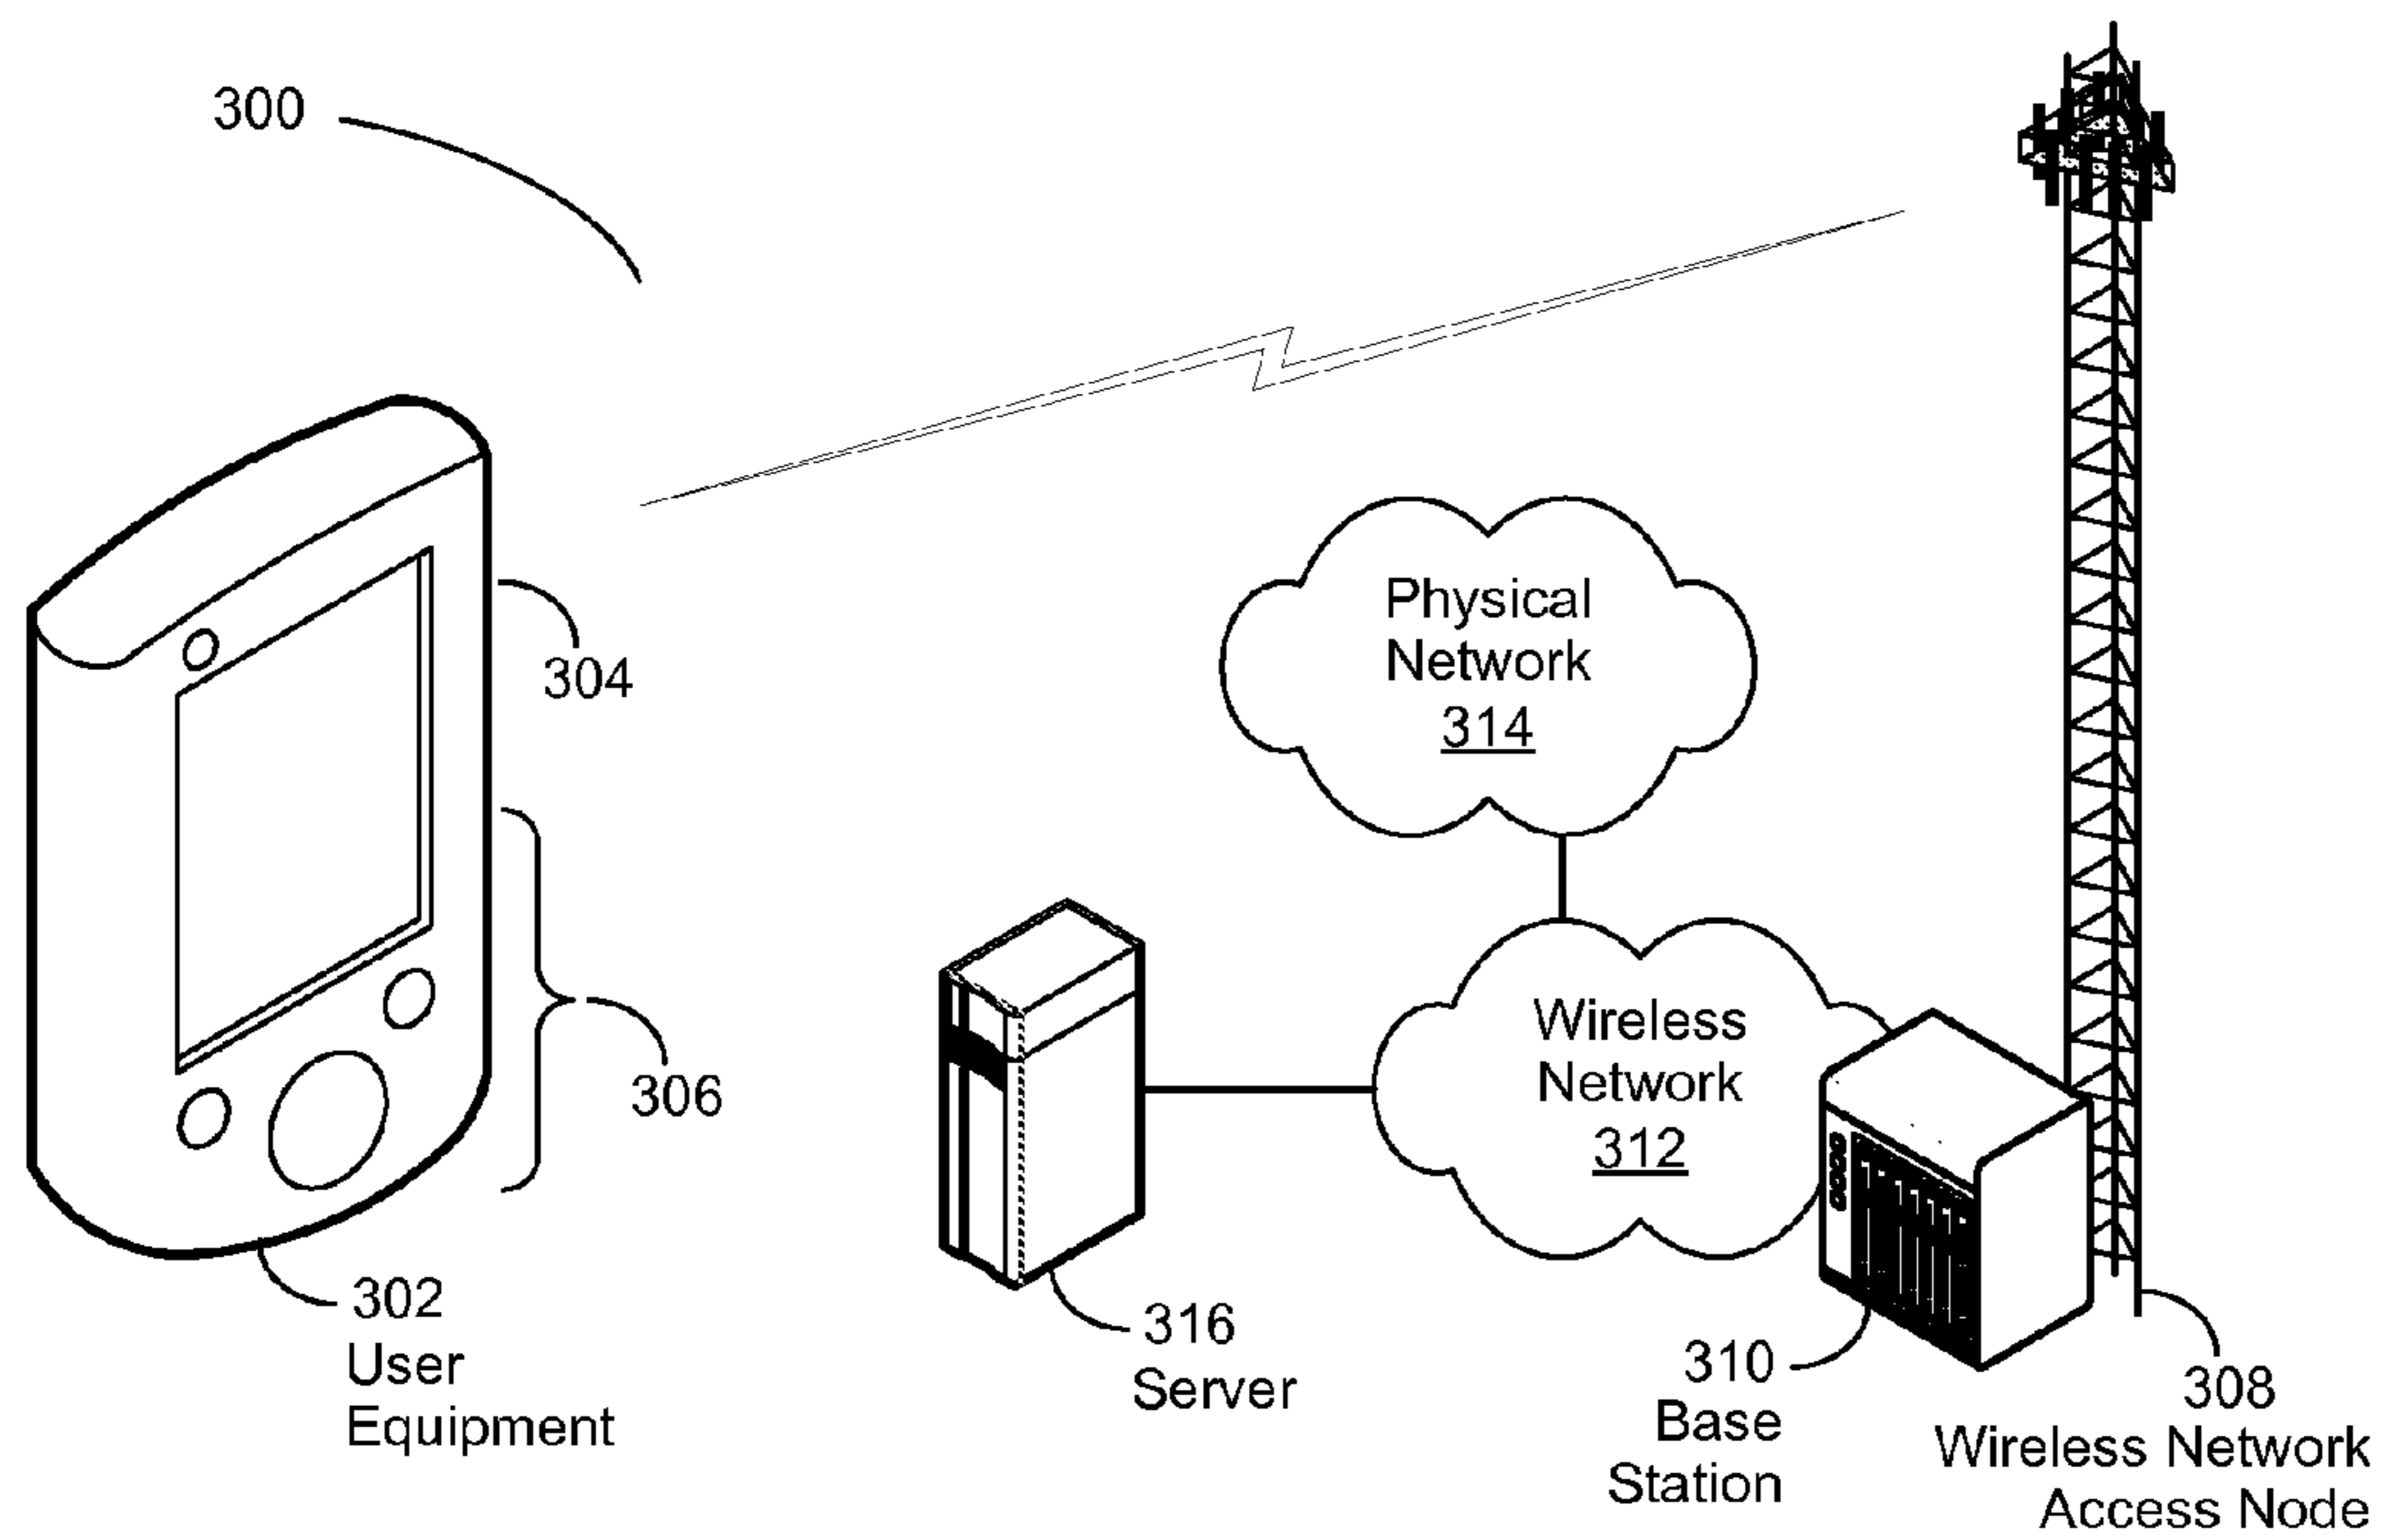 300
304
Physical
Network
314
306
Wireless
Network
312
302
User
Equipment
316
Server
310
Base
Station
308
Wireless Network
Access Node